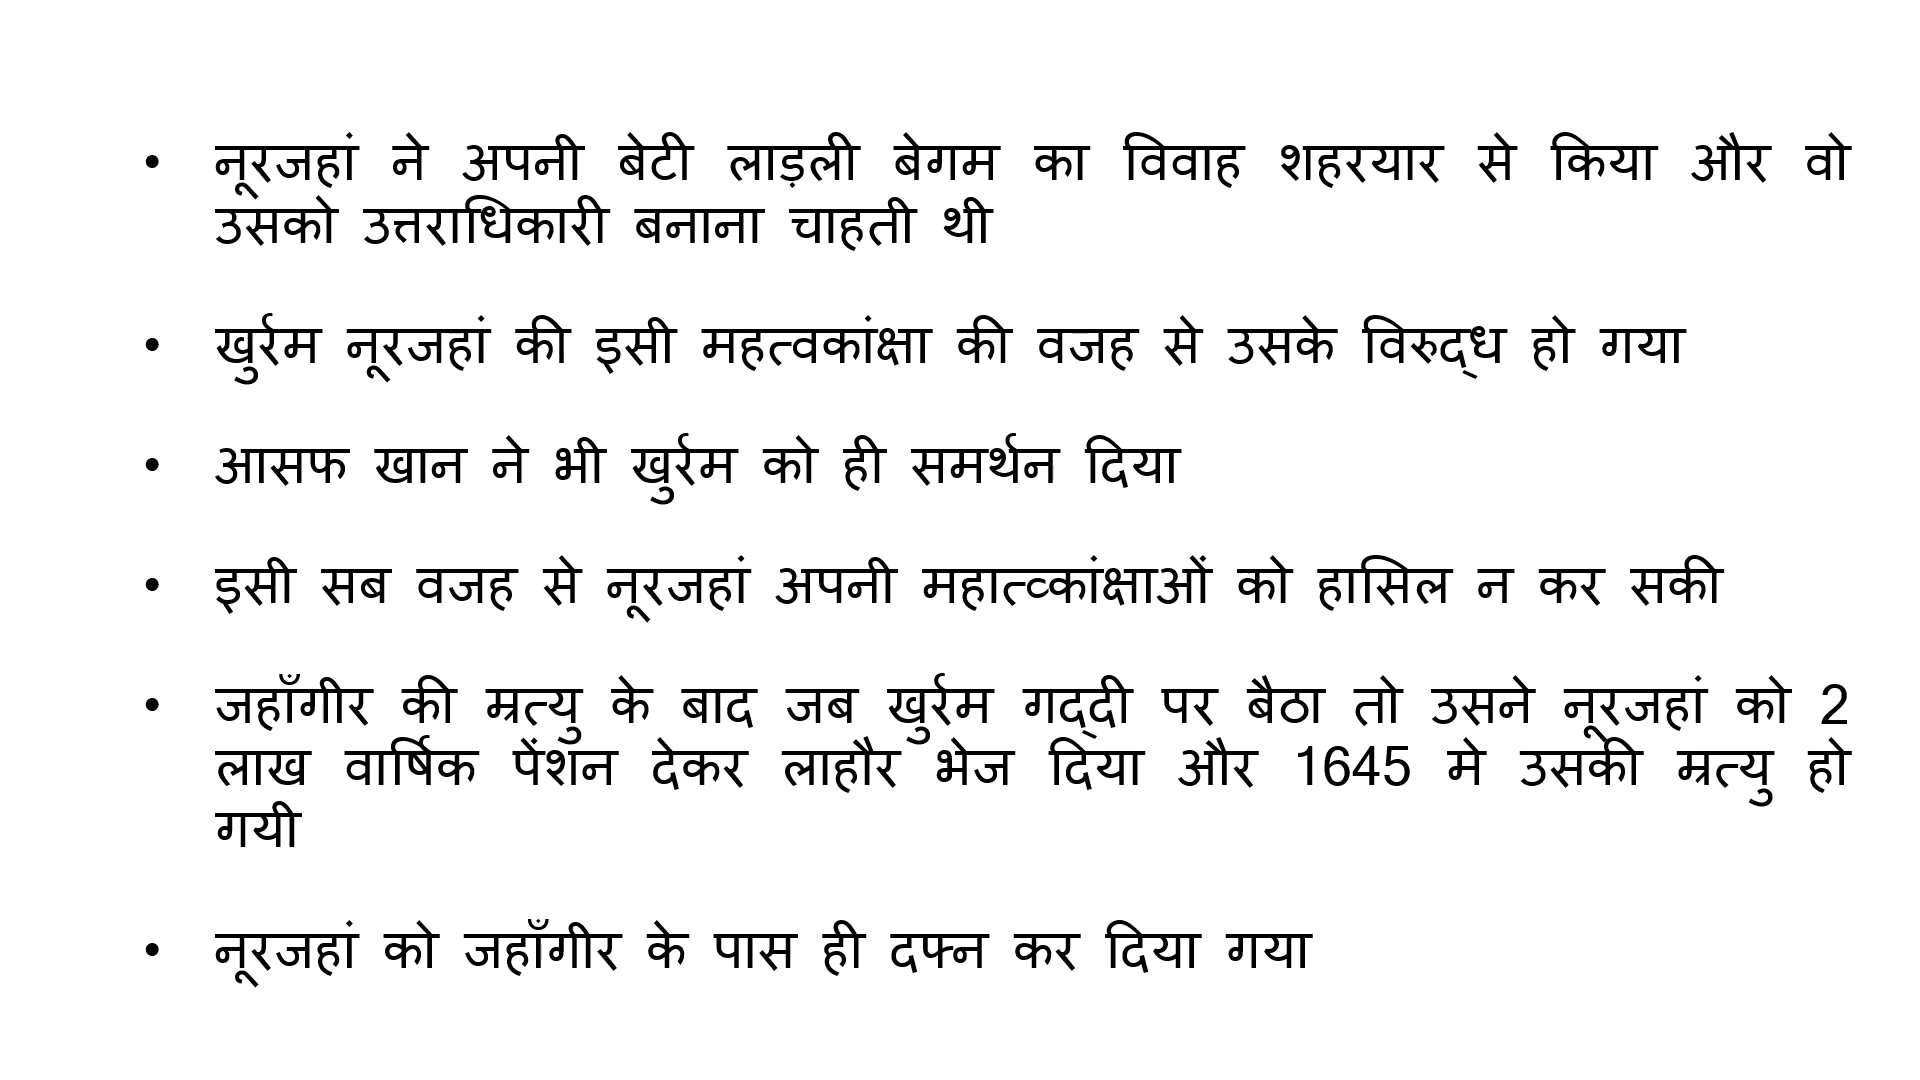 • नूरजहां ने अपनी बेटी लाड़ली बेगम का विवाह शहरयार से किया और वो
उसको उत्तराधिकारी बनाना चाहती थी
• खुर्रम नूरजहां की इसी महत्वकांक्षा की वजह से उसके विरुद्ध हो गया
• आसफ खान ने भी खुर्रम को ही समर्थन दिया
• इसी सब वजह से नूरजहां अपनी महात्व्कांक्षाओं को हासिल न कर सकी
• जहाँगीर की म्रत्यु के बाद जब खुर्रम गद्दी पर बैठा तो उसने नूरजहां को 2
लाख वार्षिक पेंशन देकर लाहौर भेज दिया और 1645 मे उसकी म्रत्यु हो
गयी
• नूरजहां को जहाँगीर के पास ही दफ्न कर दिया गया